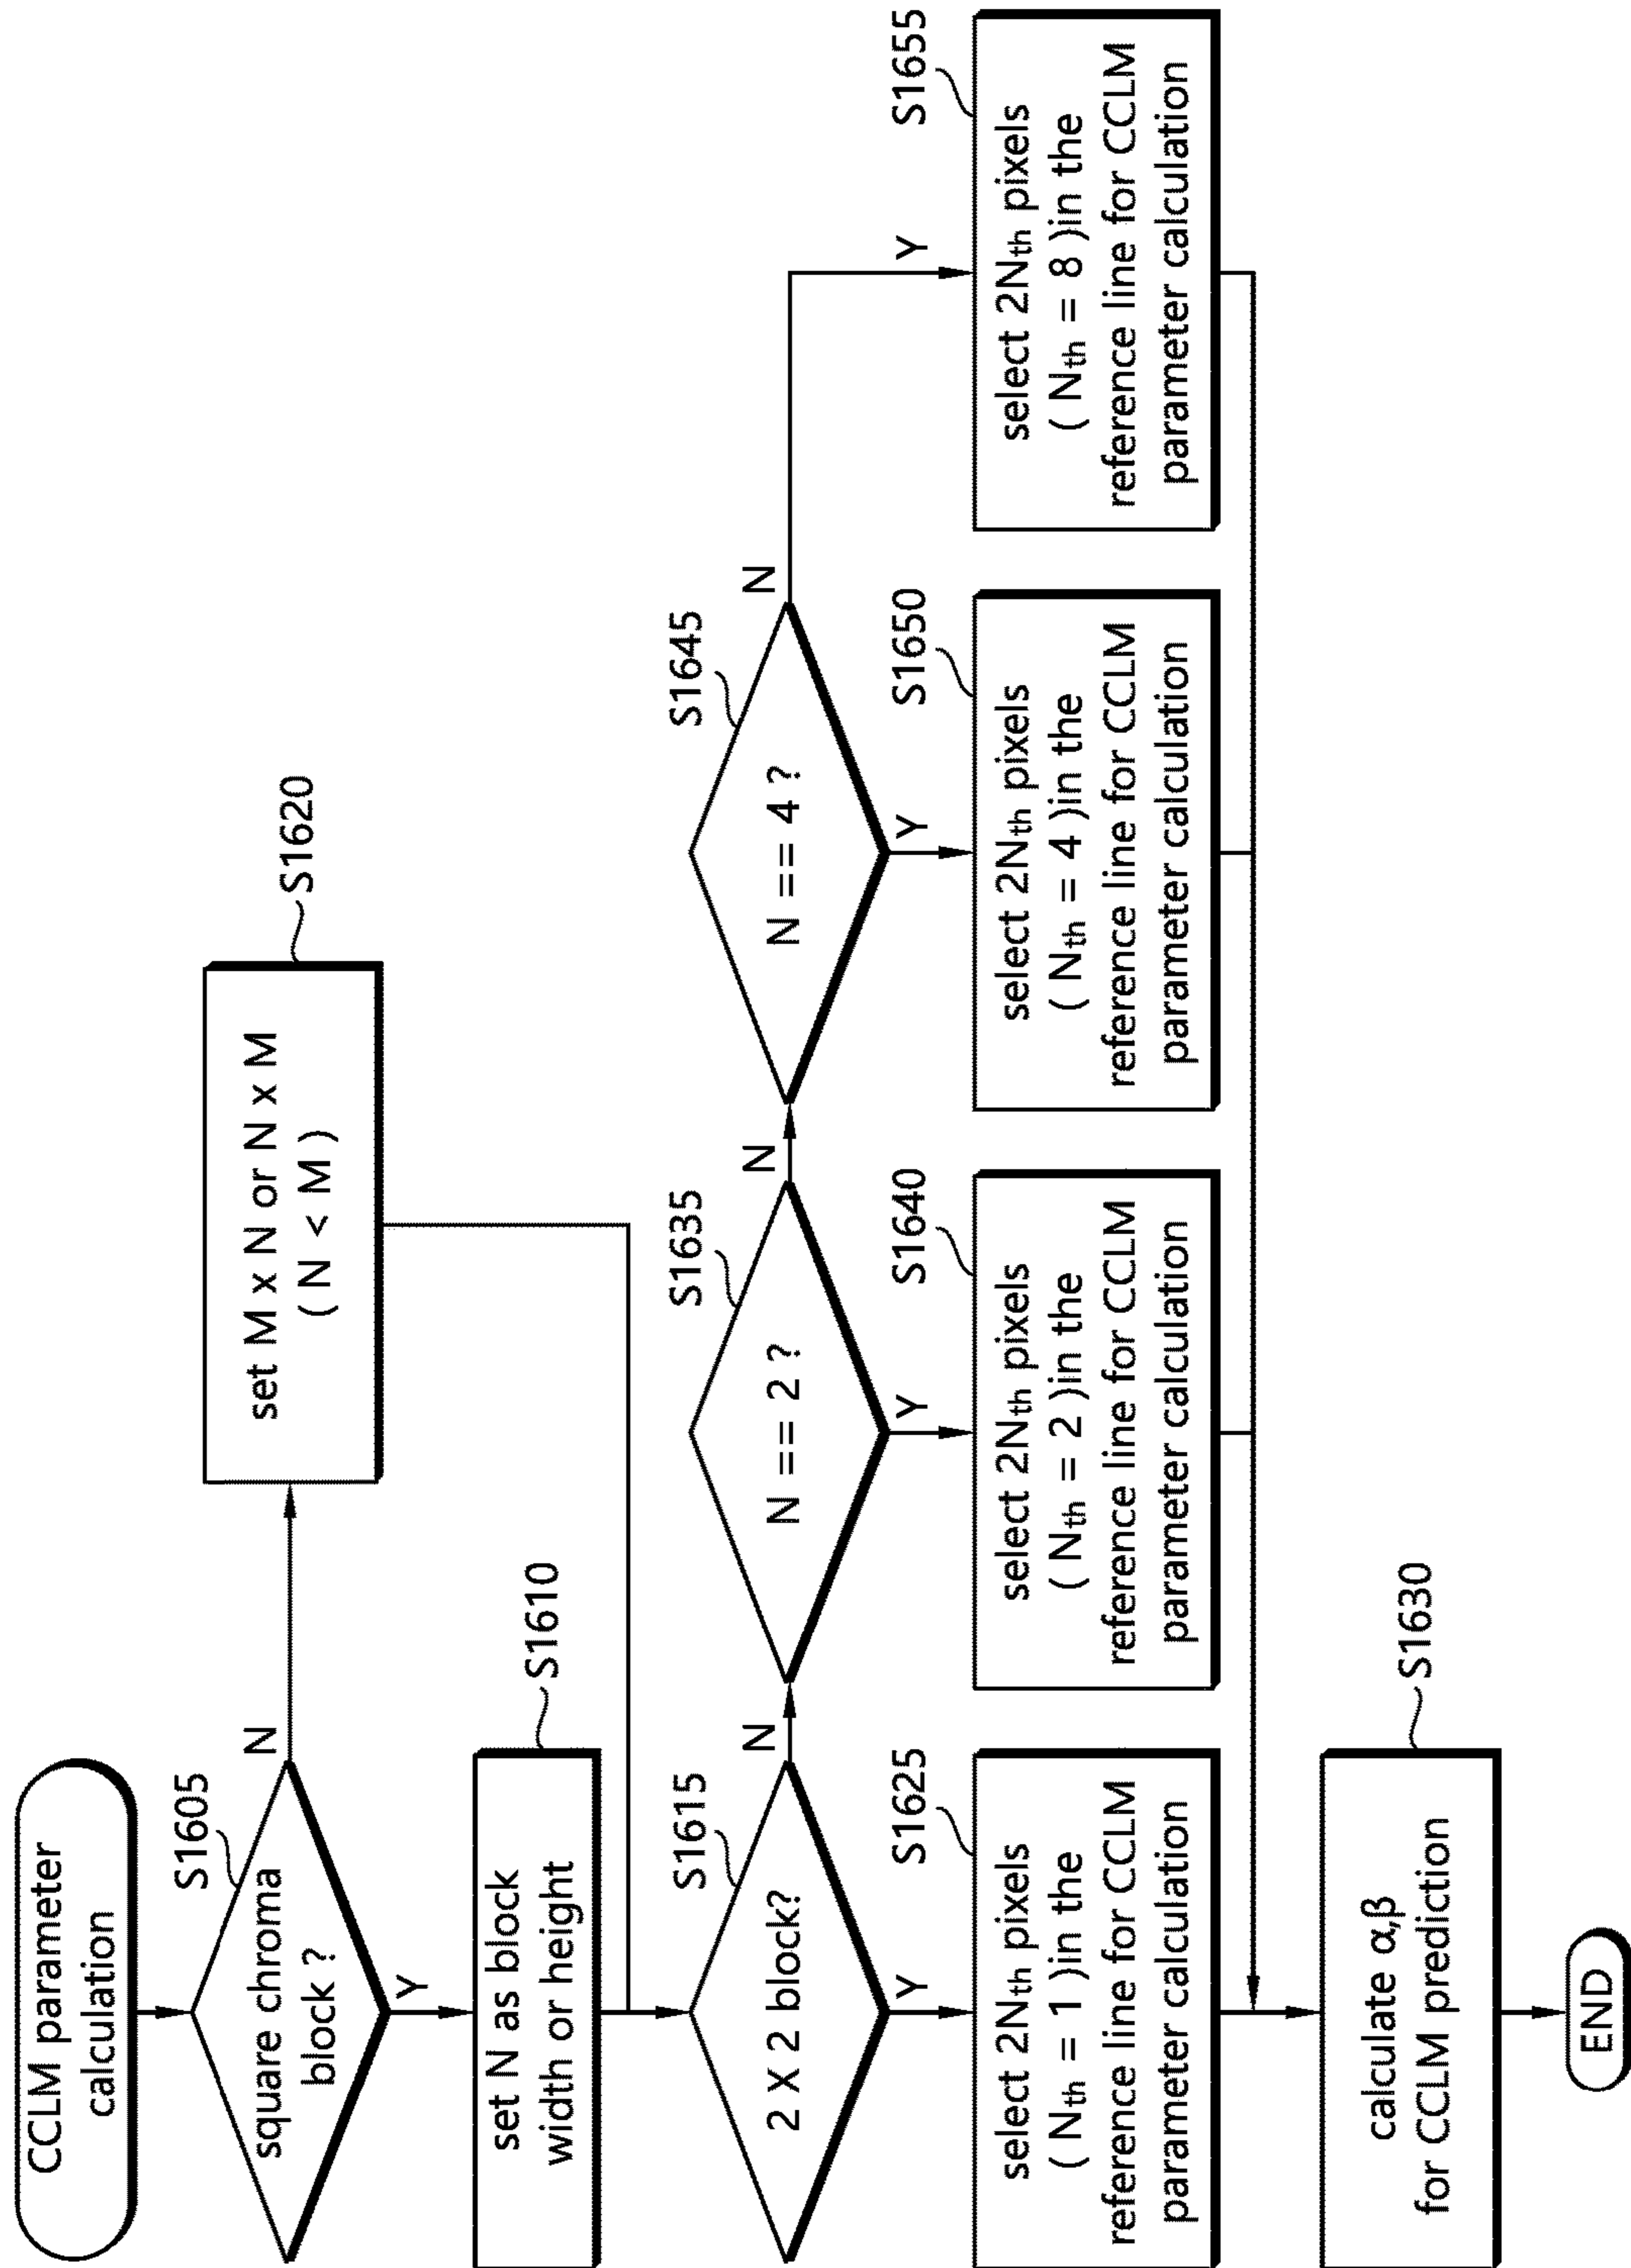 CCLM parameter
calculation
S1605
square chroma
block ?
N
Y
S1620
set M x N or N x M
( N < M )
S1610
set N as block
width or height
S1615
2 X 2 block?
N
Y
S1635
N == 2 ?
N
Y
S1645
N == 4 ?
N
Y
Y
S1625
select 2Nth pixels
( Nth = 1 )in the
reference line for CCLM
parameter calculation
S1640
select 2Nth pixels
( Nth = 2 )in the
reference line for CCLM
parameter calculation
S1650
select 2Nth pixels
( Nth = 4 )in the
reference line for CCLM
parameter calculation
S1655
select 2Nth pixels
( Nth = 8 )in the
reference line for CCLM
parameter calculation
S1630
calculate α,β
for CCLM prediction
END